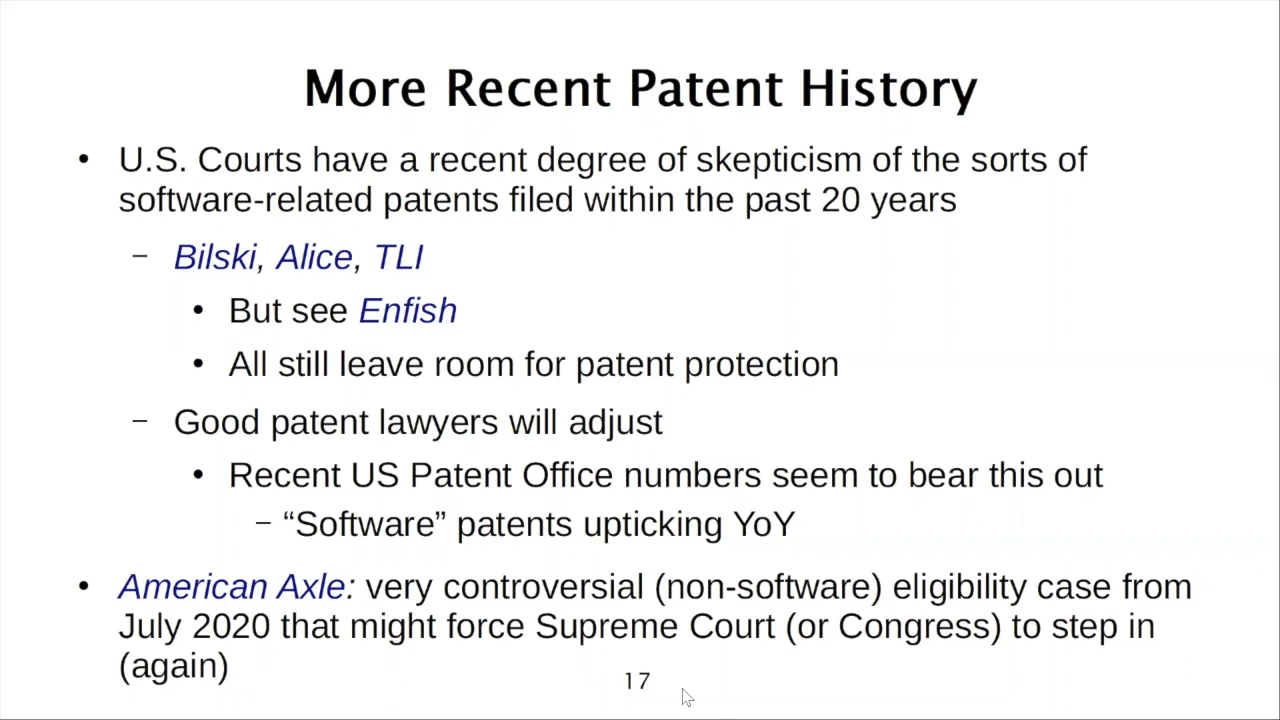 More Recent Patent History
• U.S. Courts have a recent degree of skepticism of the sorts of
software-related patents filed within the past 20 years
– Bilski, Alice, TLI
• But see Enfish
• All still leave room for patent protection
– Good patent lawyers will adjust
• Recent US Patent Office numbers seem to bear this out
– “Software” patents upticking YoY
• American Axle: very controversial (non-software) eligibility case from
July 2020 that might force Supreme Court (or Congress) to step in
(again)
17